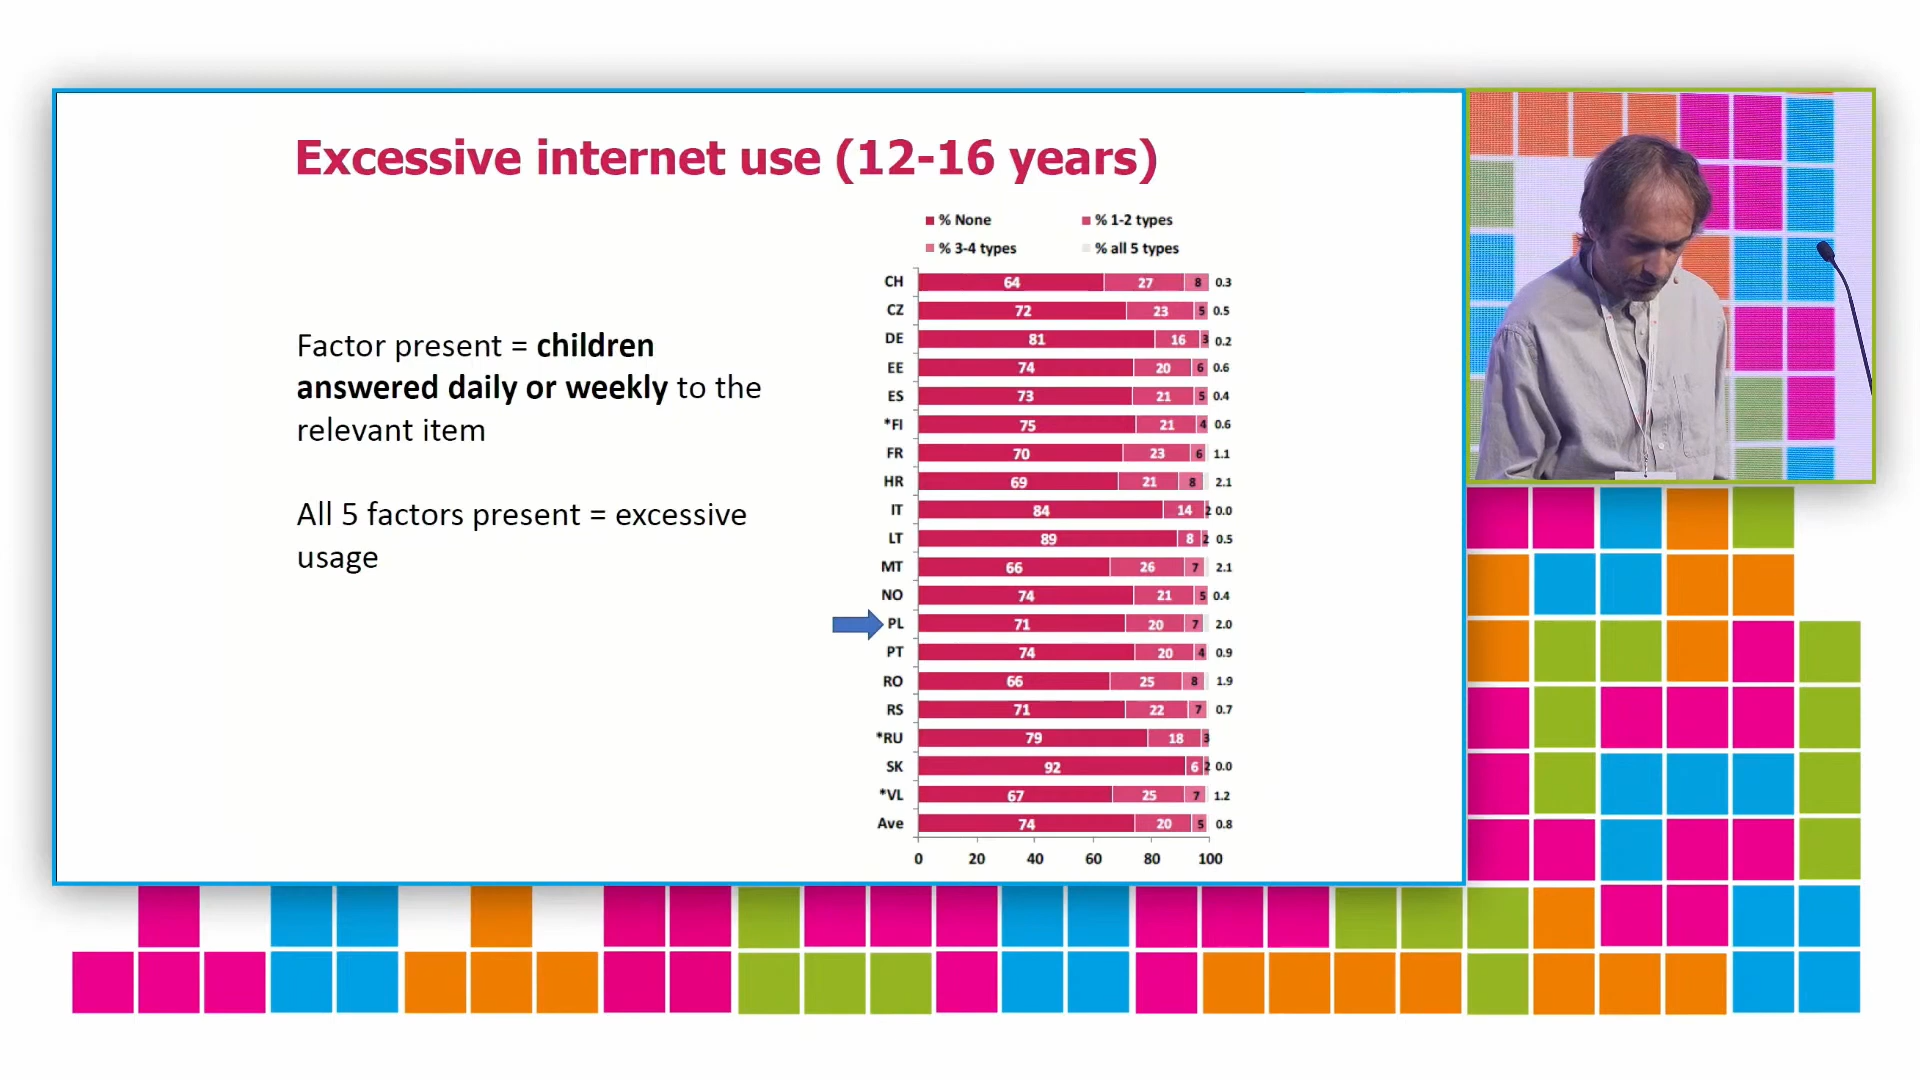 Excessive internet use (12-16 years)
Factor present = children
answered daily or weekly to the
relevant item
All 5 factors present = excessive
usage
% None % 1-2 types
% 3-4 types % all 5 types
CH 64 27 8 0.3
CZ 72 23 5 0.5
DE 81 16 3 0.2
EE 74 20 6 0.6
ES 73 21 5 0.4
*FI 75 21 4 0.6
FR 70 23 6 1.1
HR 69 21 8 2.1
IT 84 14 2 0.0
LT 89 8 2 0.5
MT 66 26 7 2.1
NO 74 21 5 0.4
PL 71 20 7 2.0
PT 74 20 4 0.9
RO 66 25 8 1.9
RS 71 22 7 0.7
*RU 79 18 3
SK 92 6 2 0.0
*VL 67 25 7 1.2
Ave 74 20 5 0.8
0 20 40 60 80 100